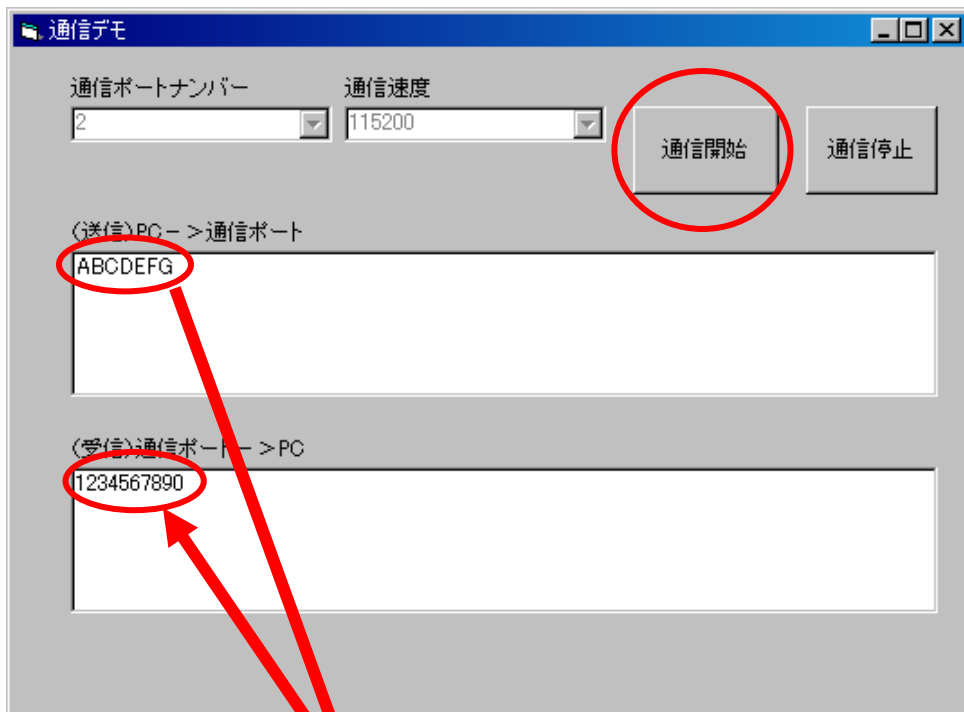 通信デモ
通信ポートナンバー 通信速度
2 115200 通信開始 通信停止
(送信)PC－>通信ポート
ABCDEFG
(受信)通信ポート－>PC
1234567890